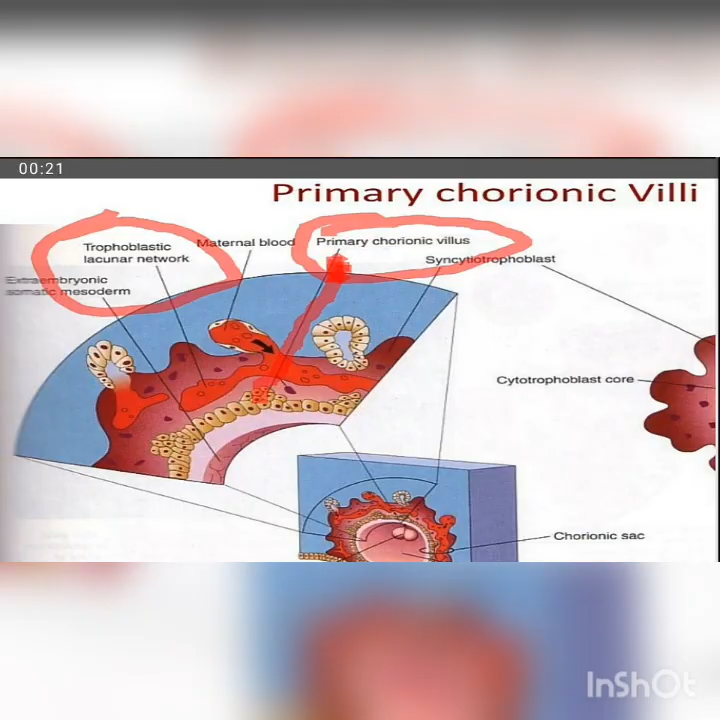 00:21
Primary chorionic Villi
Trophoblastic
lacunar network
Maternal blood
Primary chorionic villus
Syncytiotrophoblast
Extraembryonic
somatic mesoderm
Cytotrophoblast core
Chorionic sac
InShOt